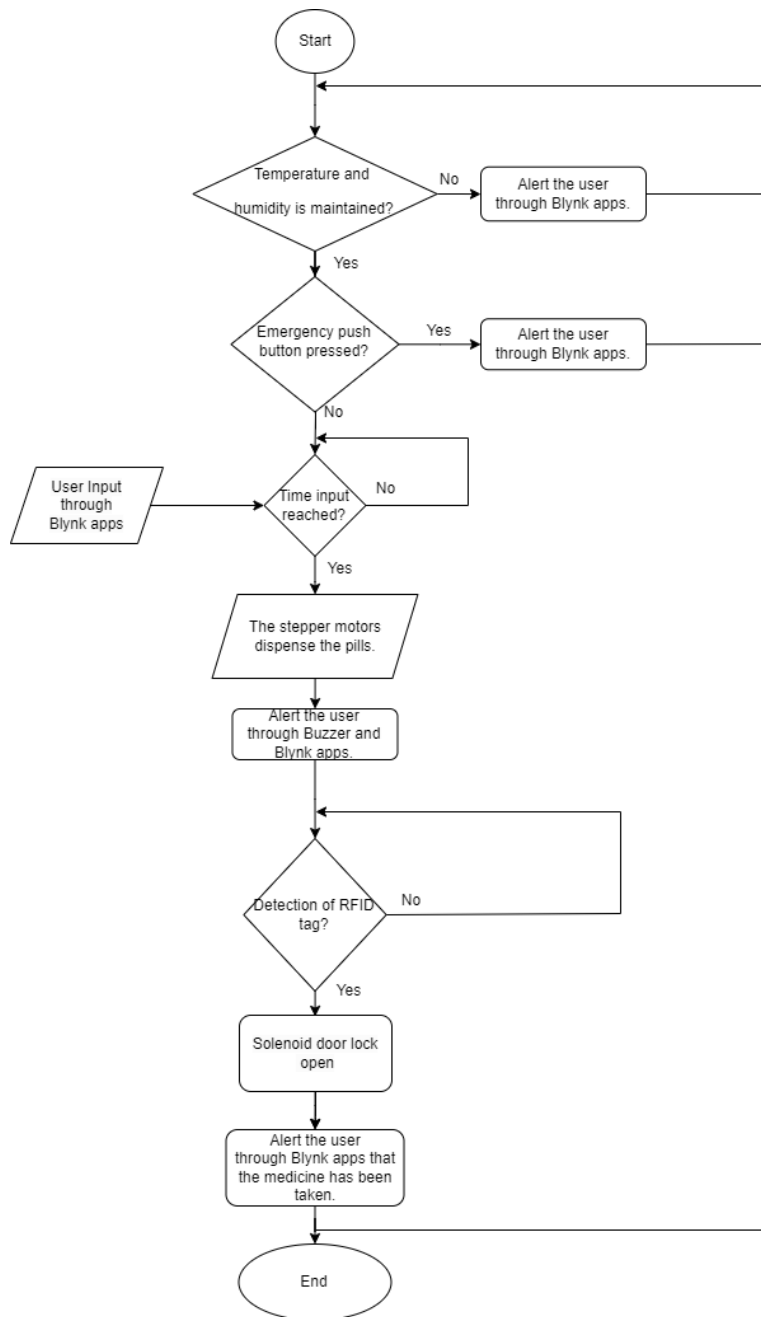 Start
Temperature and
humidity is maintained?
No
Alert the user
through Blynk apps.
Yes
Emergency push
button pressed?
Yes
Alert the user
through Blynk apps.
No
User Input
through
Blynk apps
Time input
reached?
No
Yes
The stepper motors
dispense the pills.
Alert the user
through Buzzer and
Blynk apps.
Detection of RFID
tag?
No
Yes
Solenoid door lock
open
Alert the user
through Blynk apps that
the medicine has been
taken.
End